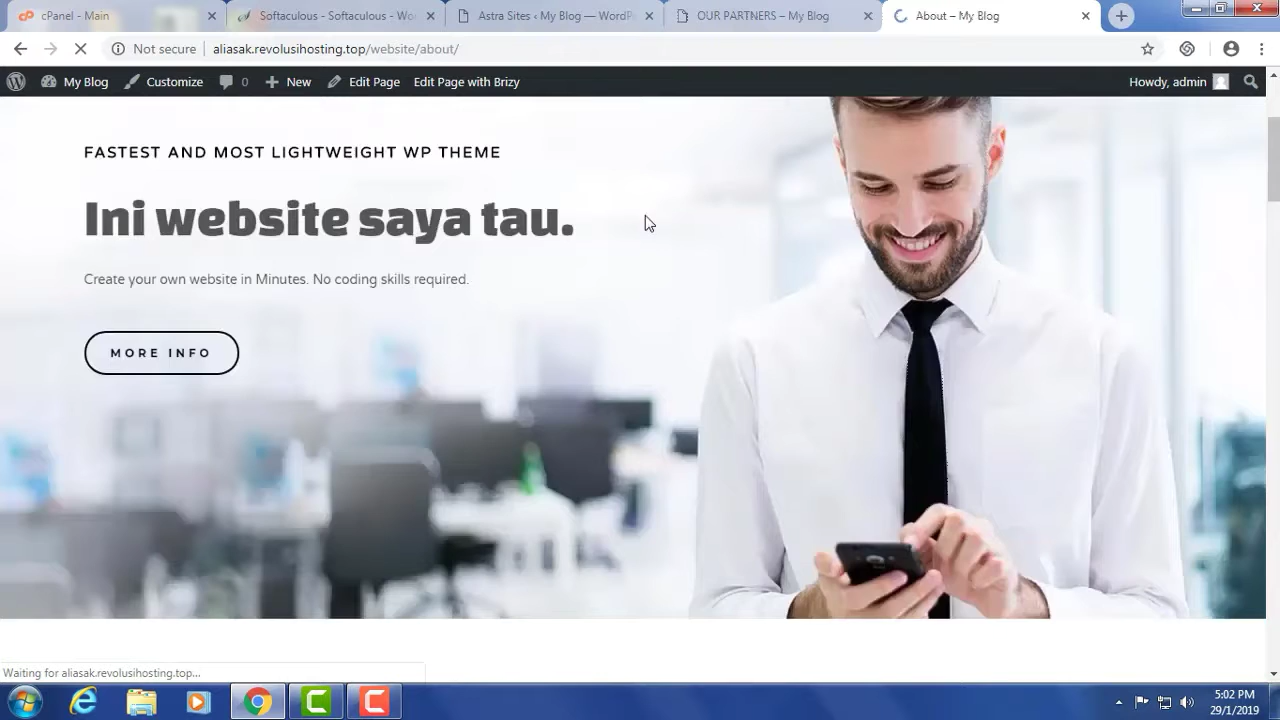 cPanel - Main
Softaculous - Softaculous - Wo
Astra Sites ‹ My Blog — WordP
OUR PARTNERS – My Blog
About – My Blog
Not secure
aliasak.revolusihosting.top/website/about/
My Blog
Customize
0
New
Edit Page
Edit Page with Brizy
Howdy, admin
FASTEST AND MOST LIGHTWEIGHT WP THEME
Ini website saya tau.
Create your own website in Minutes. No coding skills required.
MORE INFO
Waiting for aliasak.revolusihosting.top...
5:02 PM
29/1/2019